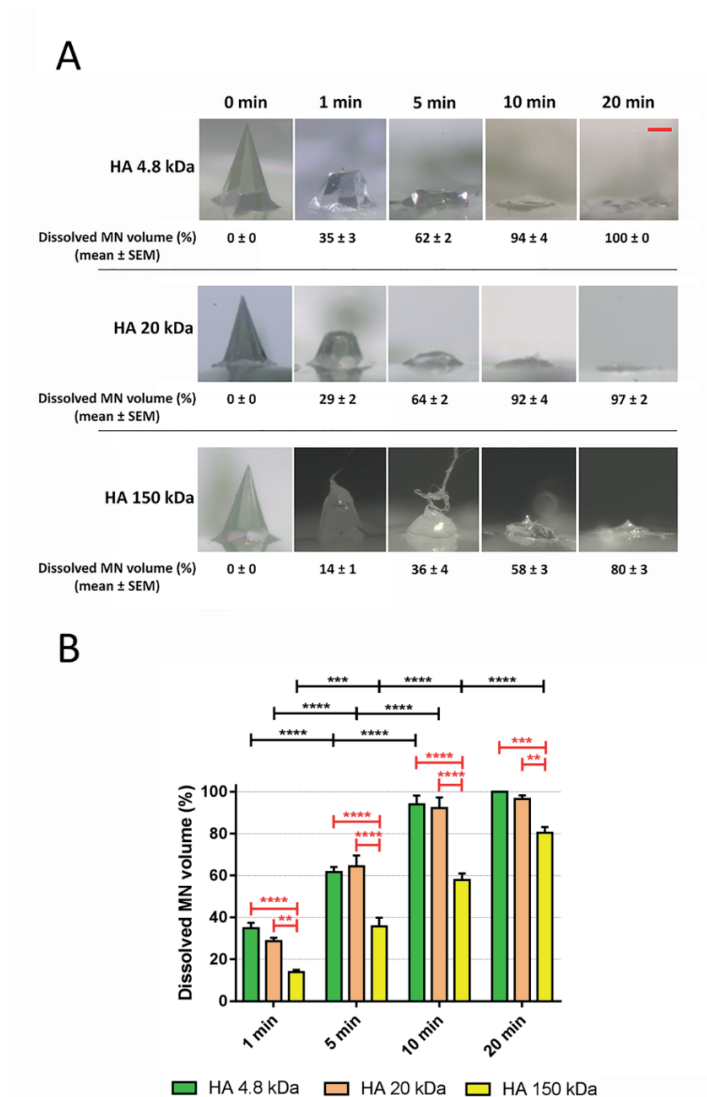 A
0 min 1 min 5 min 10 min 20 min
HA 4.8 kDa
Dissolved MN volume (%) 0 ± 0 35 ± 3 62 ± 2 94 ± 4 100 ± 0
(mean ± SEM)
HA 20 kDa
Dissolved MN volume (%) 0 ± 0 29 ± 2 64 ± 2 92 ± 4 97 ± 2
(mean ± SEM)
HA 150 kDa
Dissolved MN volume (%) 0 ± 0 14 ± 1 36 ± 4 58 ± 3 80 ± 3
(mean ± SEM)
B
*** **** ****
**** ****
**** ****
**** ***
**** **
****
****
****
**
Dissolved MN volume (%)
100
80
60
40
20
0
1 min 5 min 10 min 20 min
HA 4.8 kDa HA 20 kDa HA 150 kDa